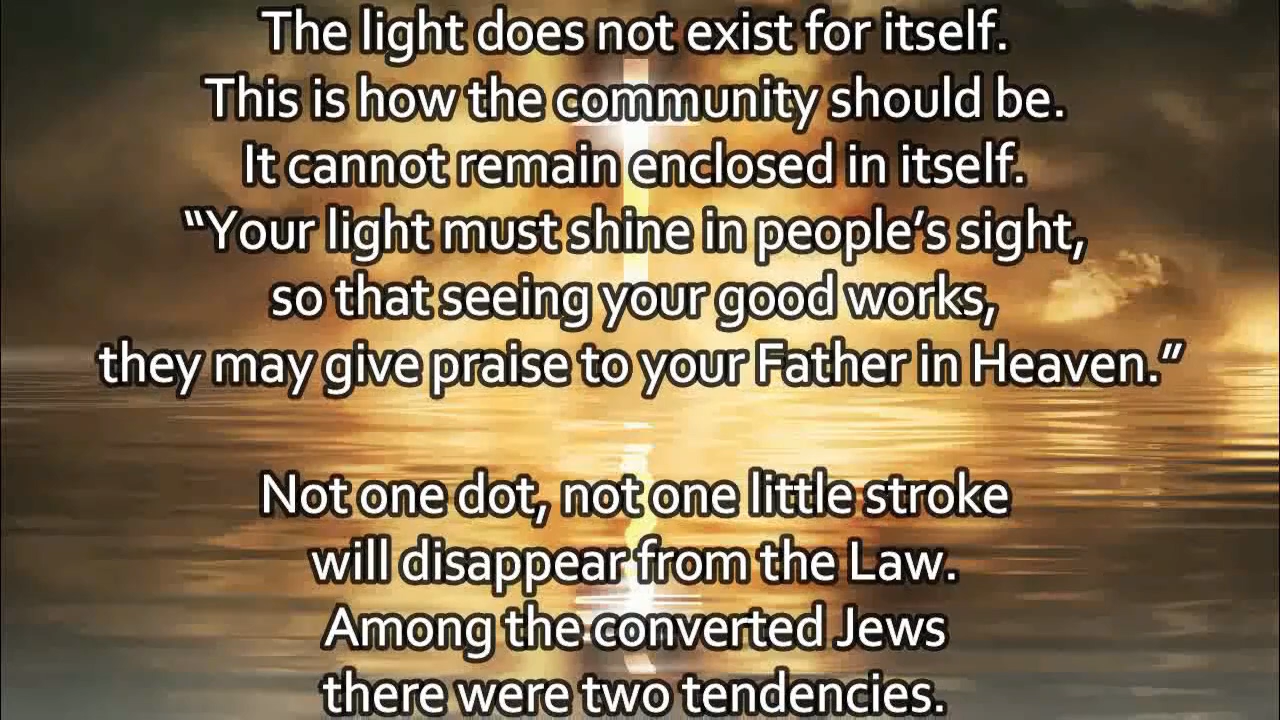 The light does not exist for itself.
This is how the community should be.
It cannot remain enclosed in itself.
“Your light must shine in people’s sight,
so that seeing your good works,
they may give praise to your Father in Heaven.”
Not one dot, not one little stroke
will disappear from the Law.
Among the converted Jews
there were two tendencies.